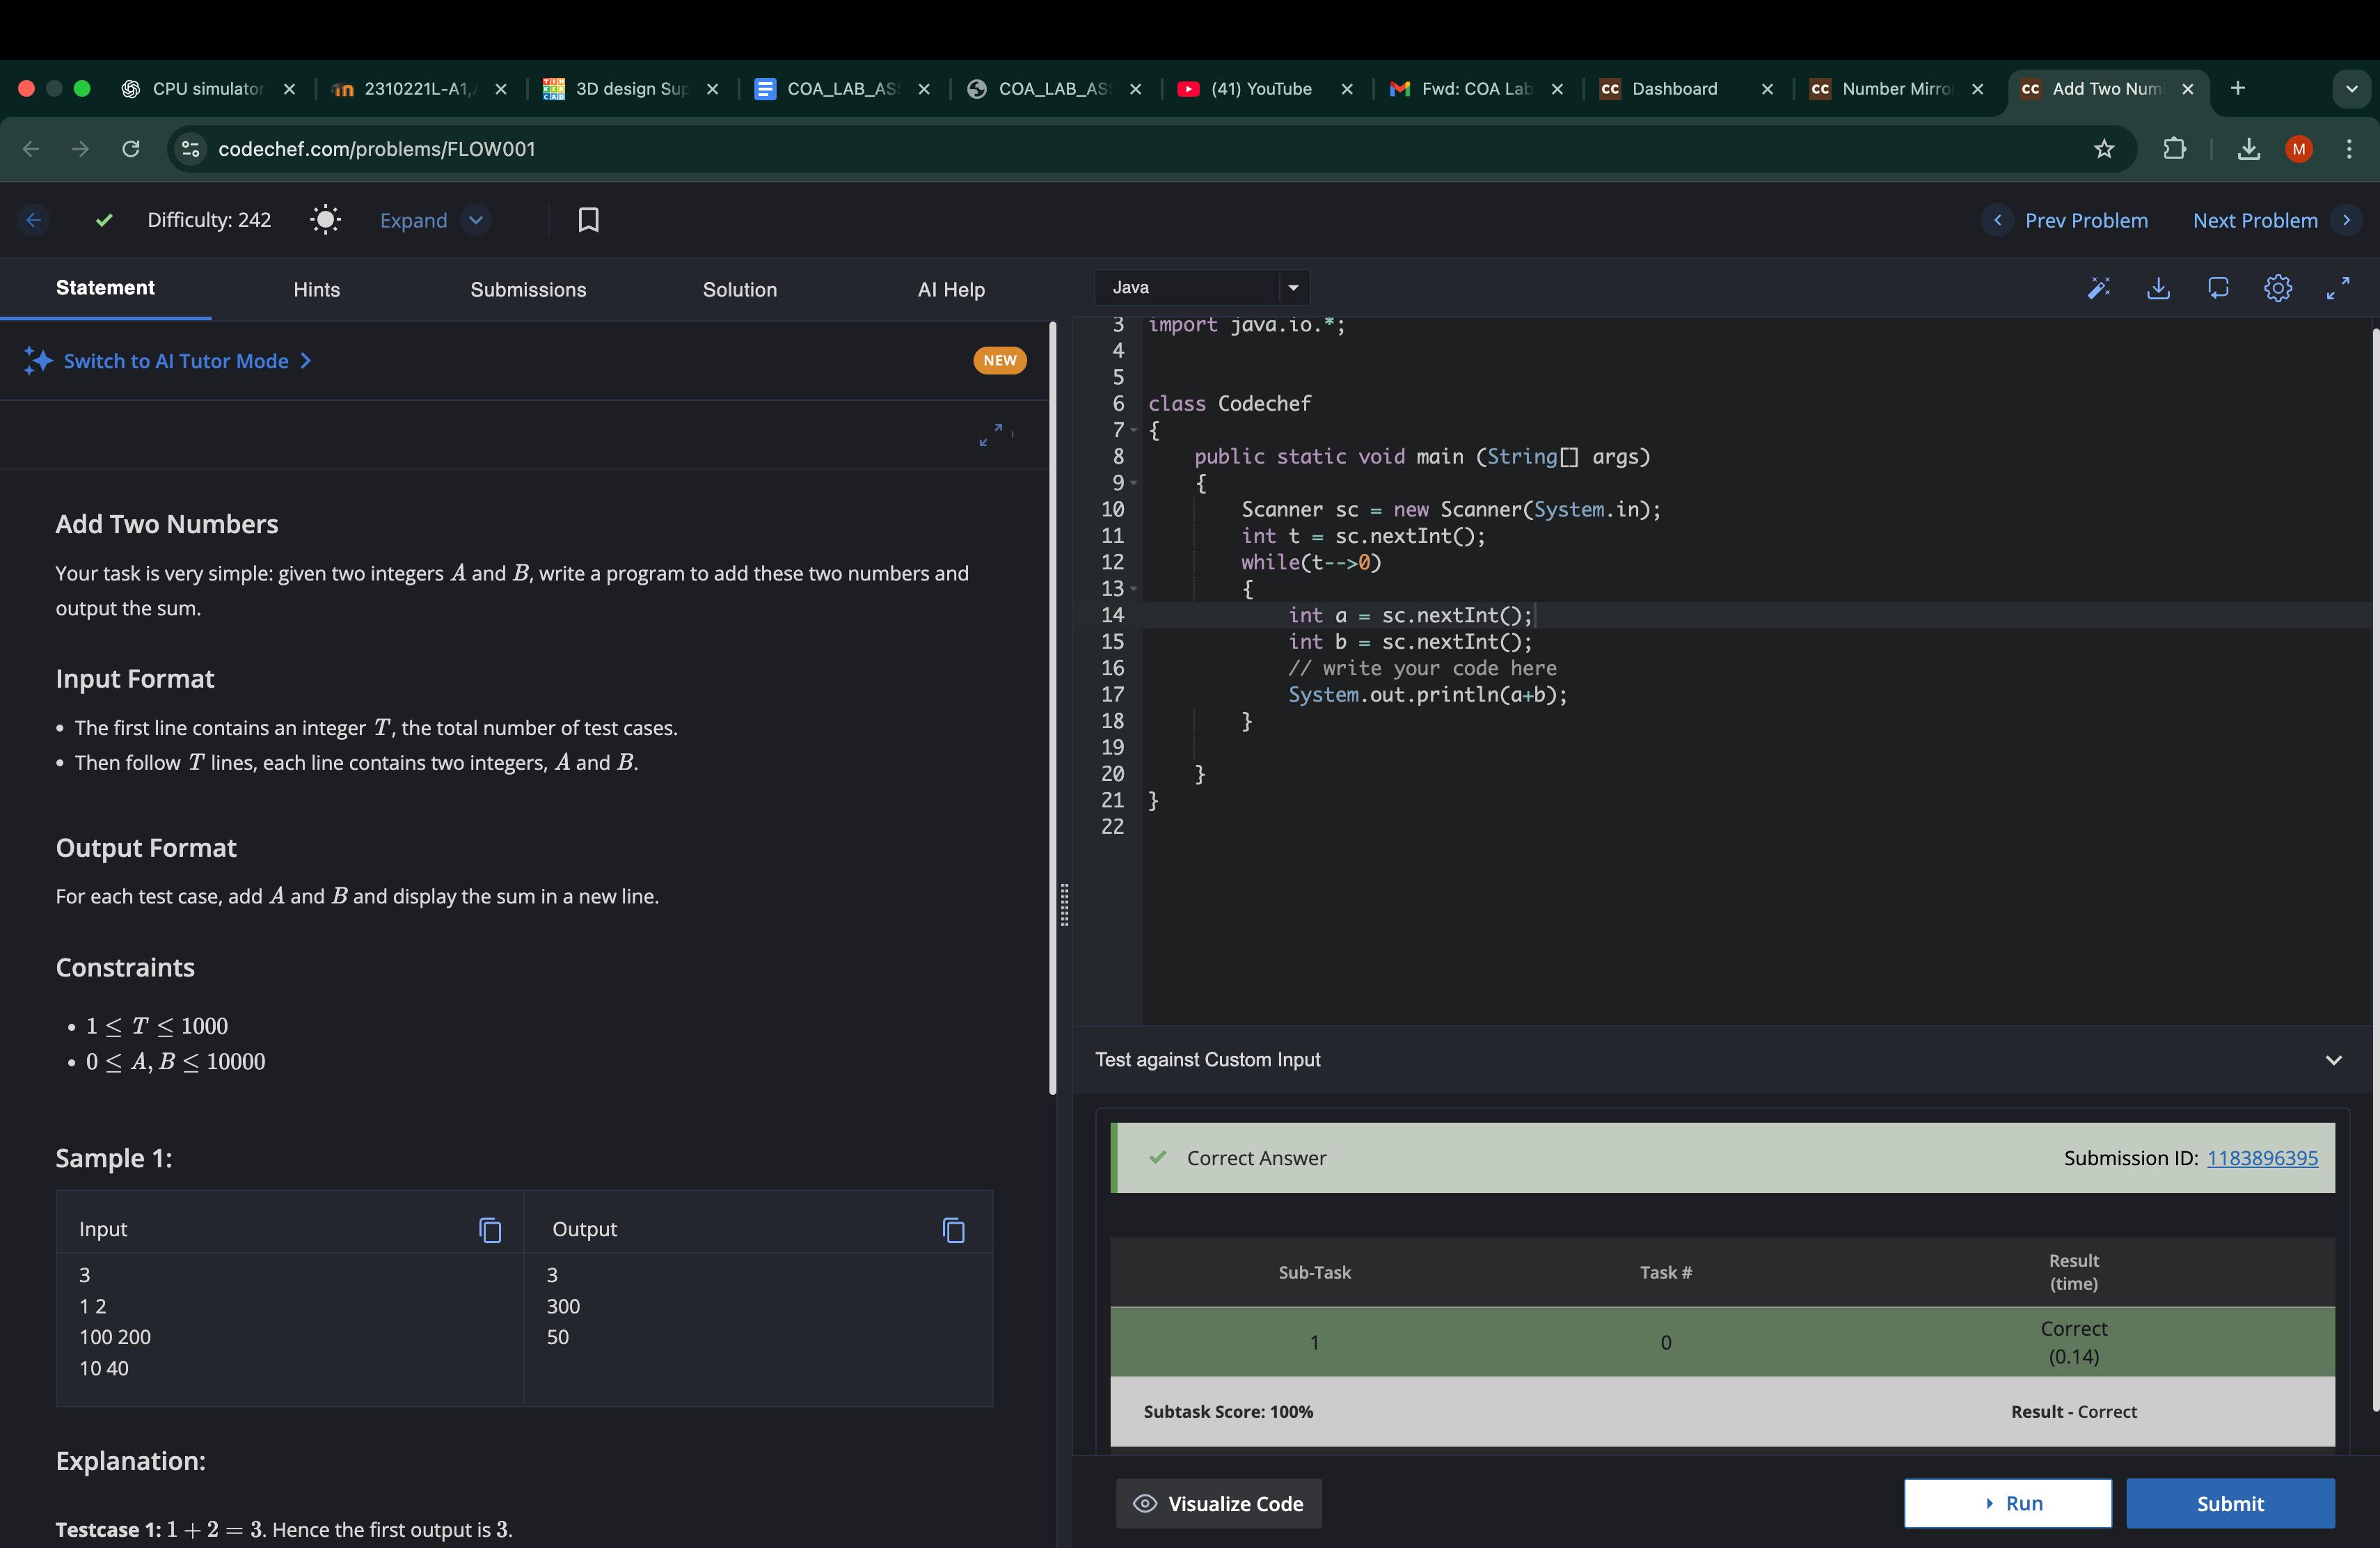 CPU simulator
2310221L-A1,
3D design Sup
COA_LAB_AS
COA_LAB_AS
(41) YouTube
Fwd: COA Lab
CC Dashboard
CC Number Mirro
CC Add Two Num
codechef.com/problems/FLOW001
M
Difficulty: 242
Expand
Prev Problem
Next Problem
Statement
Hints
Submissions
Solution
AI Help
Switch to AI Tutor Mode
NEW
Add Two Numbers
Your task is very simple: given two integers A and B, write a program to add these two numbers and
output the sum.
Input Format
• The first line contains an integer T, the total number of test cases.
• Then follow T lines, each line contains two integers, A and B.
Output Format
For each test case, add A and B and display the sum in a new line.
Constraints
• 1 ≤ T ≤ 1000
• 0 ≤ A, B ≤ 10000
Sample 1:
Input
Output
3
1 2
100 200
10 40
3
300
50
Explanation:
Testcase 1: 1 + 2 = 3. Hence the first output is 3.
Java
3 import java.io.*;
4
5
6 class Codechef
7 {
8 public static void main (String[] args)
9 {
10 Scanner sc = new Scanner(System.in);
11 int t = sc.nextInt();
12 while(t-->0)
13 {
14 int a = sc.nextInt();
15 int b = sc.nextInt();
16 // write your code here
17 System.out.println(a+b);
18 }
19
20 }
21 }
22
Test against Custom Input
Correct Answer
Submission ID: 1183896395
Sub-Task
Task #
Result
(time)
1
0
Correct
(0.14)
Subtask Score: 100%
Result - Correct
Visualize Code
Run
Submit